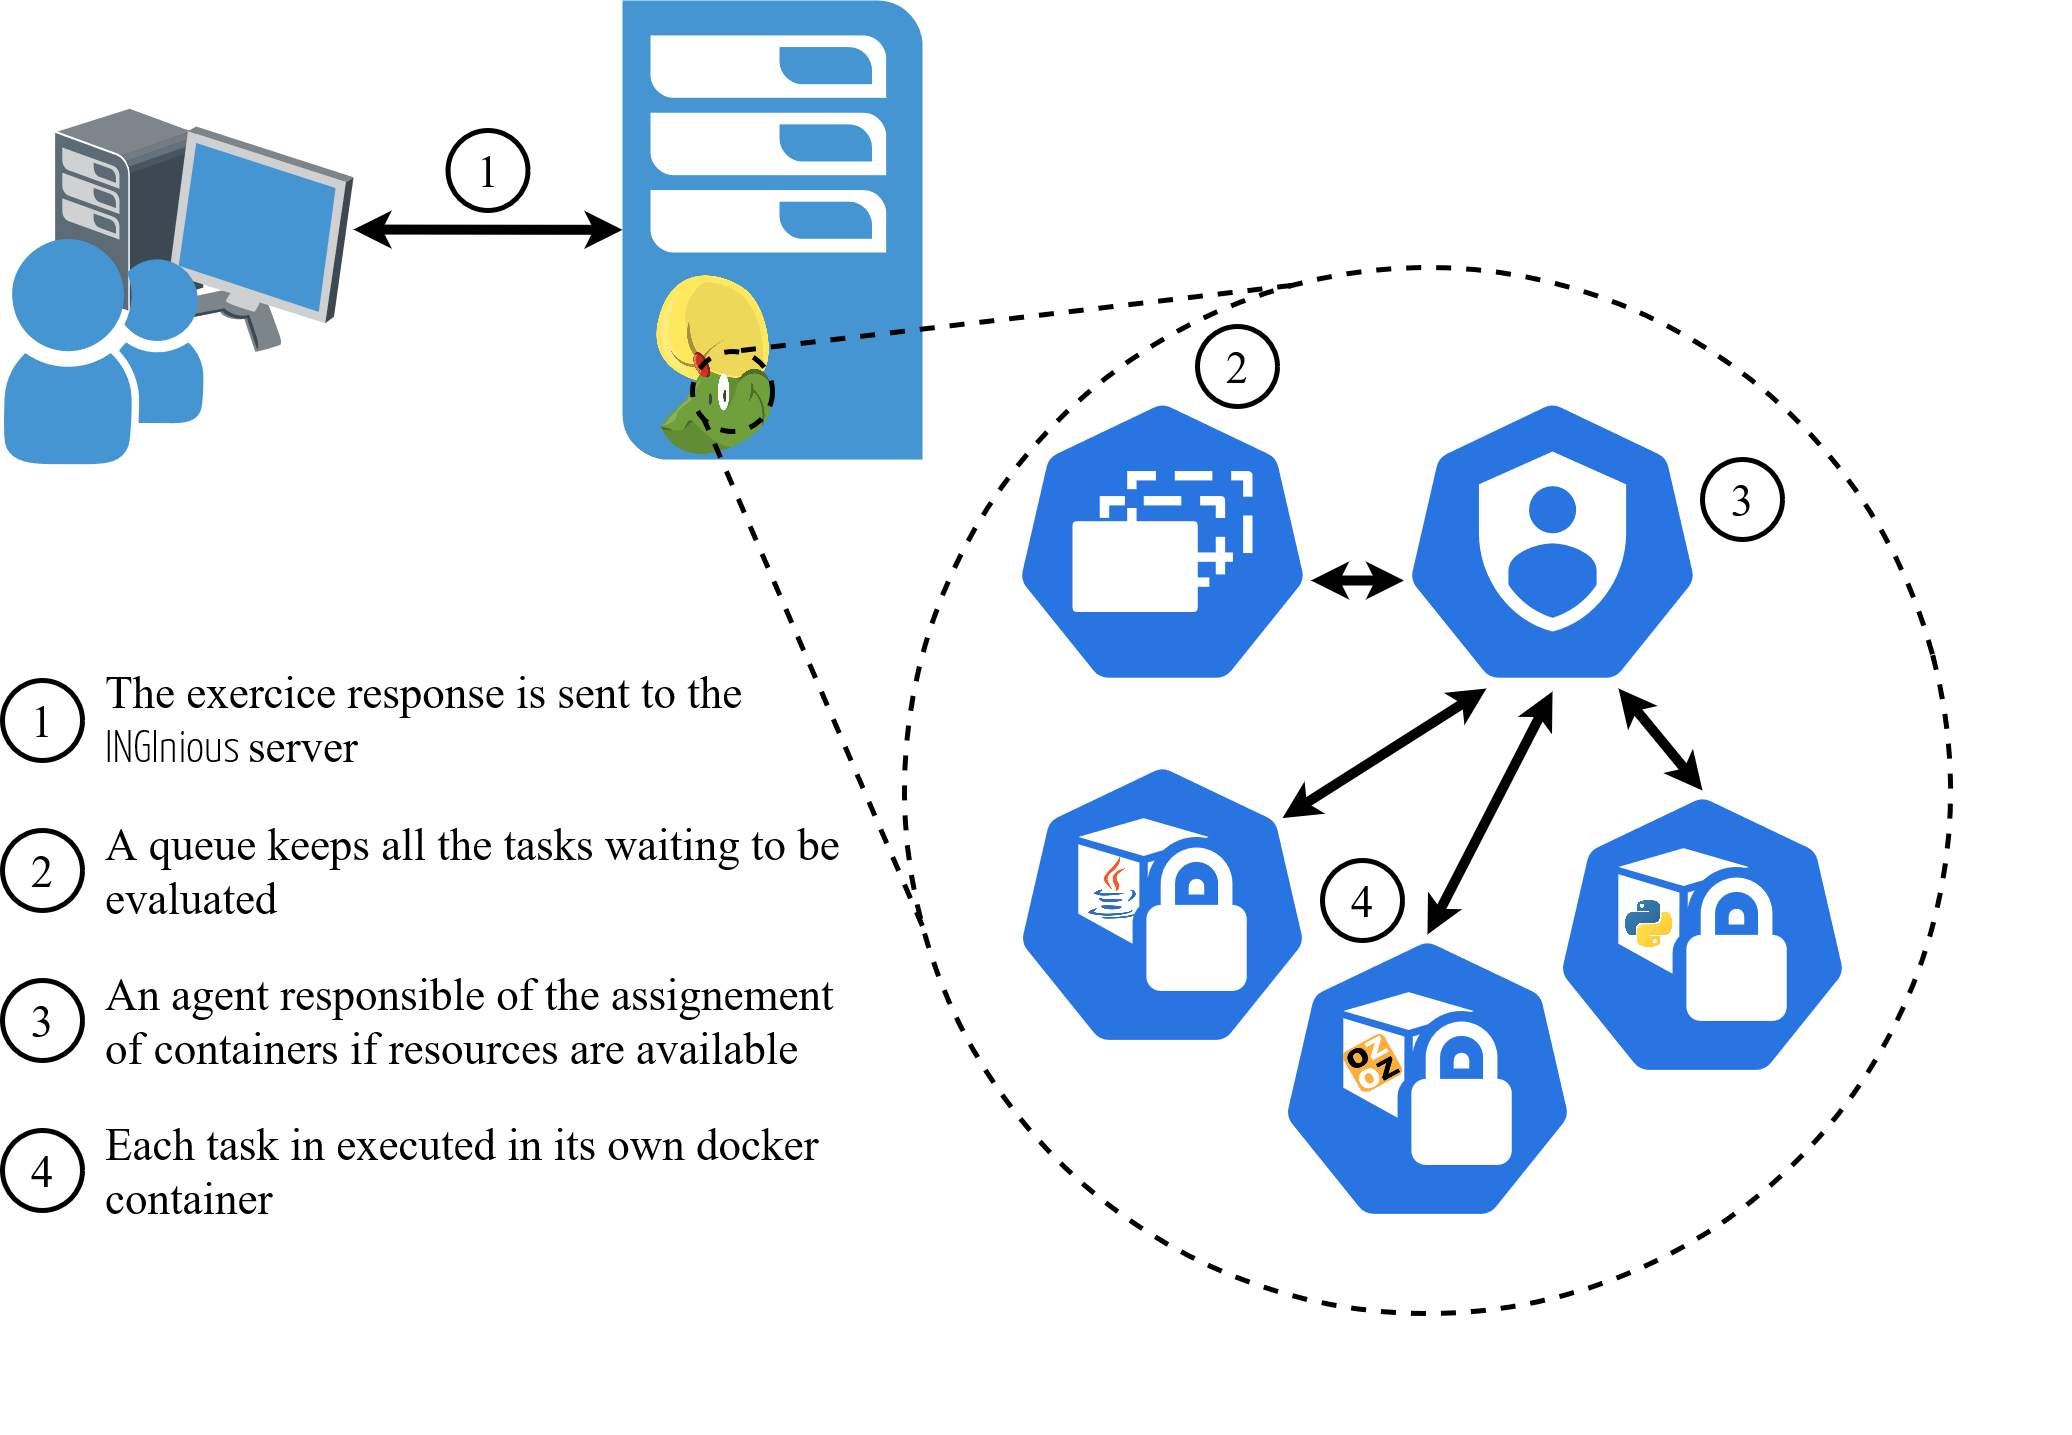 1
2
3
4
OZ
OZ
1 The exercice response is sent to the
INGInious server
2 A queue keeps all the tasks waiting to be
evaluated
3 An agent responsible of the assignement
of containers if resources are available
4 Each task in executed in its own docker
container